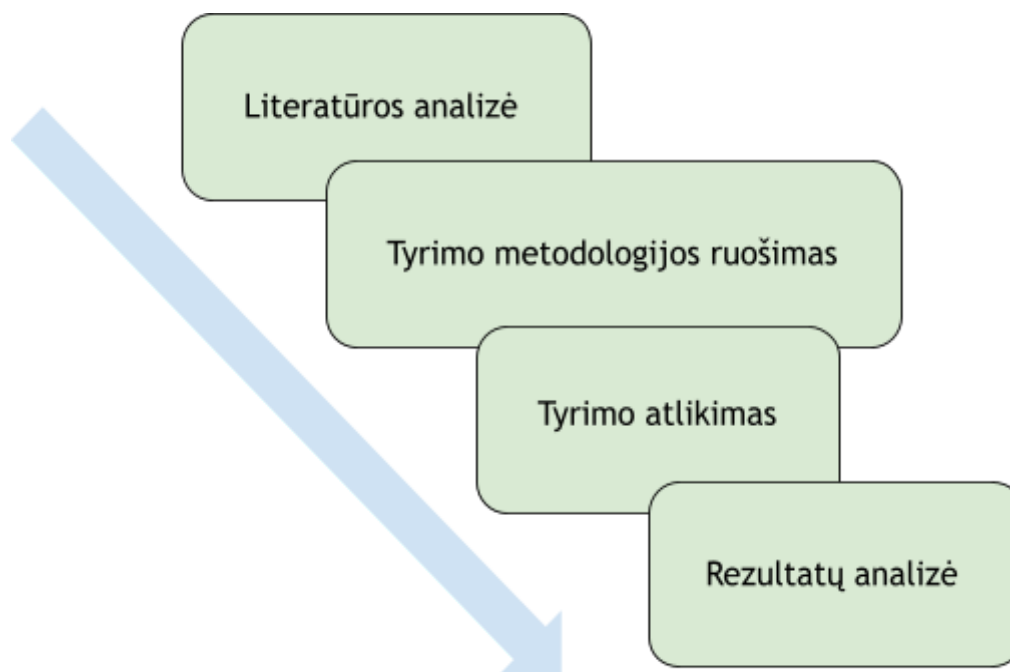 Literatūros analizė
Tyrimo metodologijos ruošimas
Tyrimo atlikimas
Rezultatų analizė